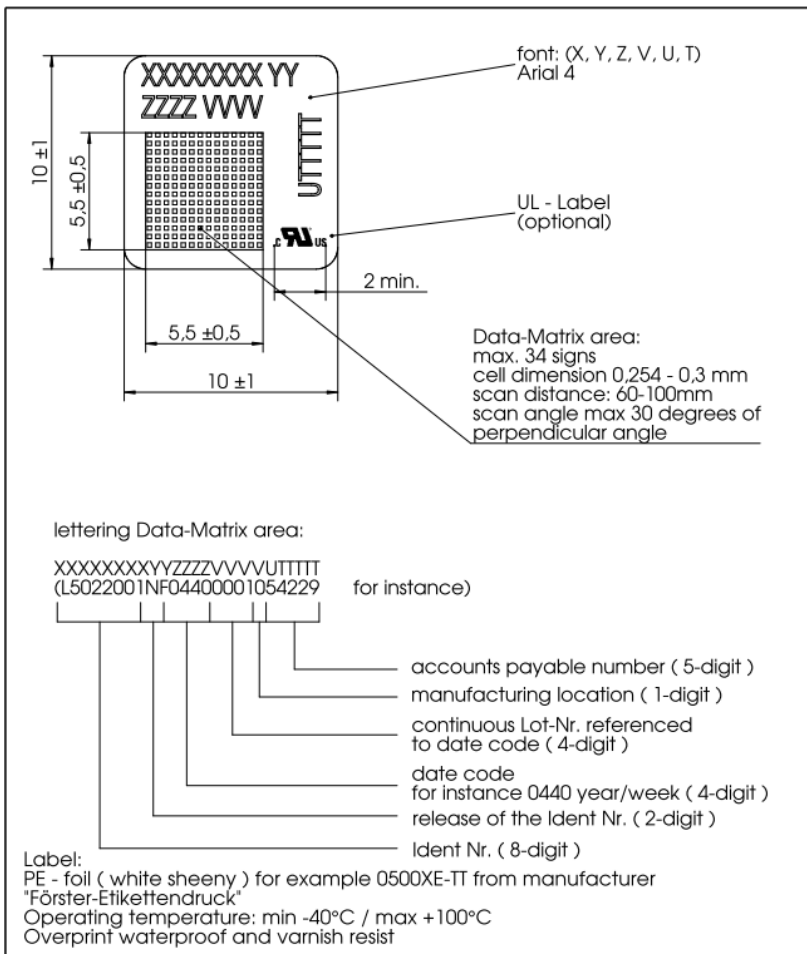 XXXXXXXX YY
ZZZZ VVVV
UTTTTT
font: (X, Y, Z, V, U, T)
Arial 4
10 ±1
5,5 ±0,5
UL - Label
(optional)
C RU US
2 min.
5,5 ±0,5
10 ±1
Data-Matrix area:
max. 34 signs
cell dimension 0,254 - 0,3 mm
scan distance: 60-100mm
scan angle max 30 degrees of
perpendicular angle
lettering Data-Matrix area:
XXXXXXXXYYZZZZVVVVUTTTTT
(L5022001NF04400001054229 for instance)
accounts payable number ( 5-digit )
manufacturing location ( 1-digit )
continuous Lot-Nr. referenced
to date code ( 4-digit )
date code
for instance 0440 year/week ( 4-digit )
release of the Ident Nr. ( 2-digit )
Ident Nr. ( 8-digit )
Label:
PE - foil ( white sheeny ) for example 0500XE-TT from manufacturer
"Förster-Etikettendruck"
Operating temperature: min -40°C / max +100°C
Overprint waterproof and varnish resist